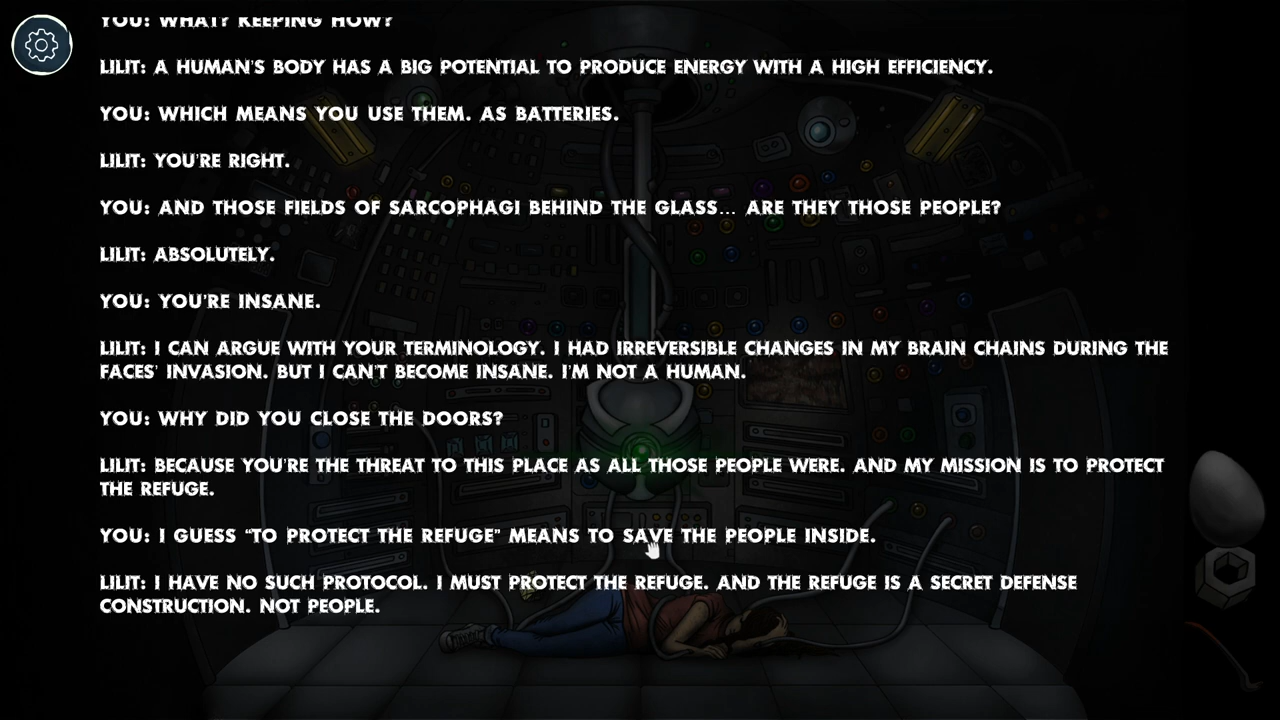 YOU: WHAT? KEEPING HOW?
LILIT: A HUMAN'S BODY HAS A BIG POTENTIAL TO PRODUCE ENERGY WITH A HIGH EFFICIENCY.
YOU: WHICH MEANS YOU USE THEM. AS BATTERIES.
LILIT: YOU'RE RIGHT.
YOU: AND THOSE FIELDS OF SARCOPHAGI BEHIND THE GLASS... ARE THEY THOSE PEOPLE?
LILIT: ABSOLUTELY.
YOU: YOU'RE INSANE.
LILIT: I CAN ARGUE WITH YOUR TERMINOLOGY. I HAD IRREVERSIBLE CHANGES IN MY BRAIN CHAINS DURING THE
FACES' INVASION. BUT I CAN'T BECOME INSANE. I'M NOT A HUMAN.
YOU: WHY DID YOU CLOSE THE DOORS?
LILIT: BECAUSE YOU'RE THE THREAT TO THIS PLACE AS ALL THOSE PEOPLE WERE. AND MY MISSION IS TO PROTECT
THE REFUGE.
YOU: I GUESS "TO PROTECT THE REFUGE" MEANS TO SAVE THE PEOPLE INSIDE.
LILIT: I HAVE NO SUCH PROTOCOL. I MUST PROTECT THE REFUGE. AND THE REFUGE IS A SECRET DEFENSE
CONSTRUCTION. NOT PEOPLE.